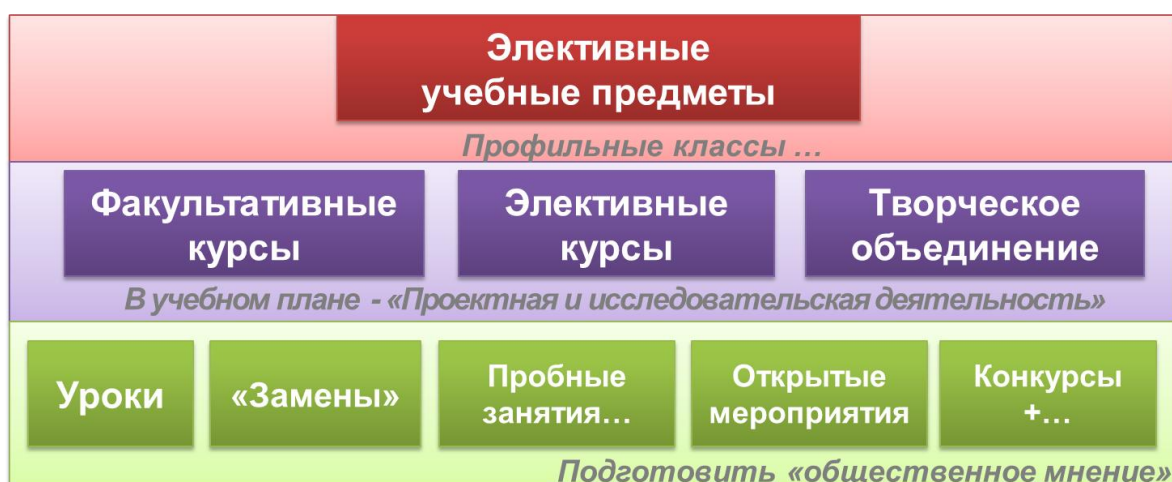 Элективные
учебные предметы
Профильные классы ...
Факультативные
курсы
Элективные
курсы
Творческое
объединение
В учебном плане - «Проектная и исследовательская деятельность»
Уроки
«Замены»
Пробные
занятия...
Открытые
мероприятия
Конкурсы
+...
Подготовить «общественное мнение»